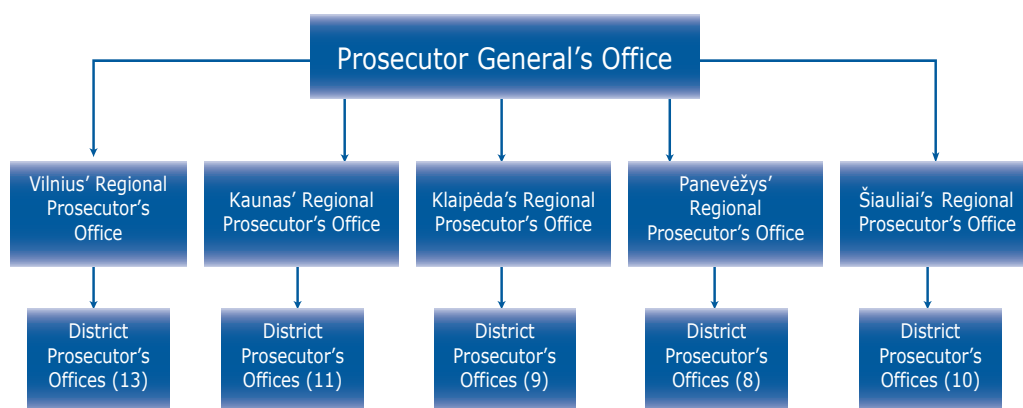 Prosecutor General’s Office
Vilnius’ Regional
Prosecutor’s
Office
Kaunas’ Regional
Prosecutor’s Office
Klaipėda’s Regional
Prosecutor’s Office
Panevėžys’
Regional
Prosecutor’s Office
Šiauliai’s Regional
Prosecutor’s Office
District
Prosecutor’s
Offices (13)
District
Prosecutor’s
Offices (11)
District
Prosecutor’s
Offices (9)
District
Prosecutor’s
Offices (8)
District
Prosecutor’s
Offices (10)